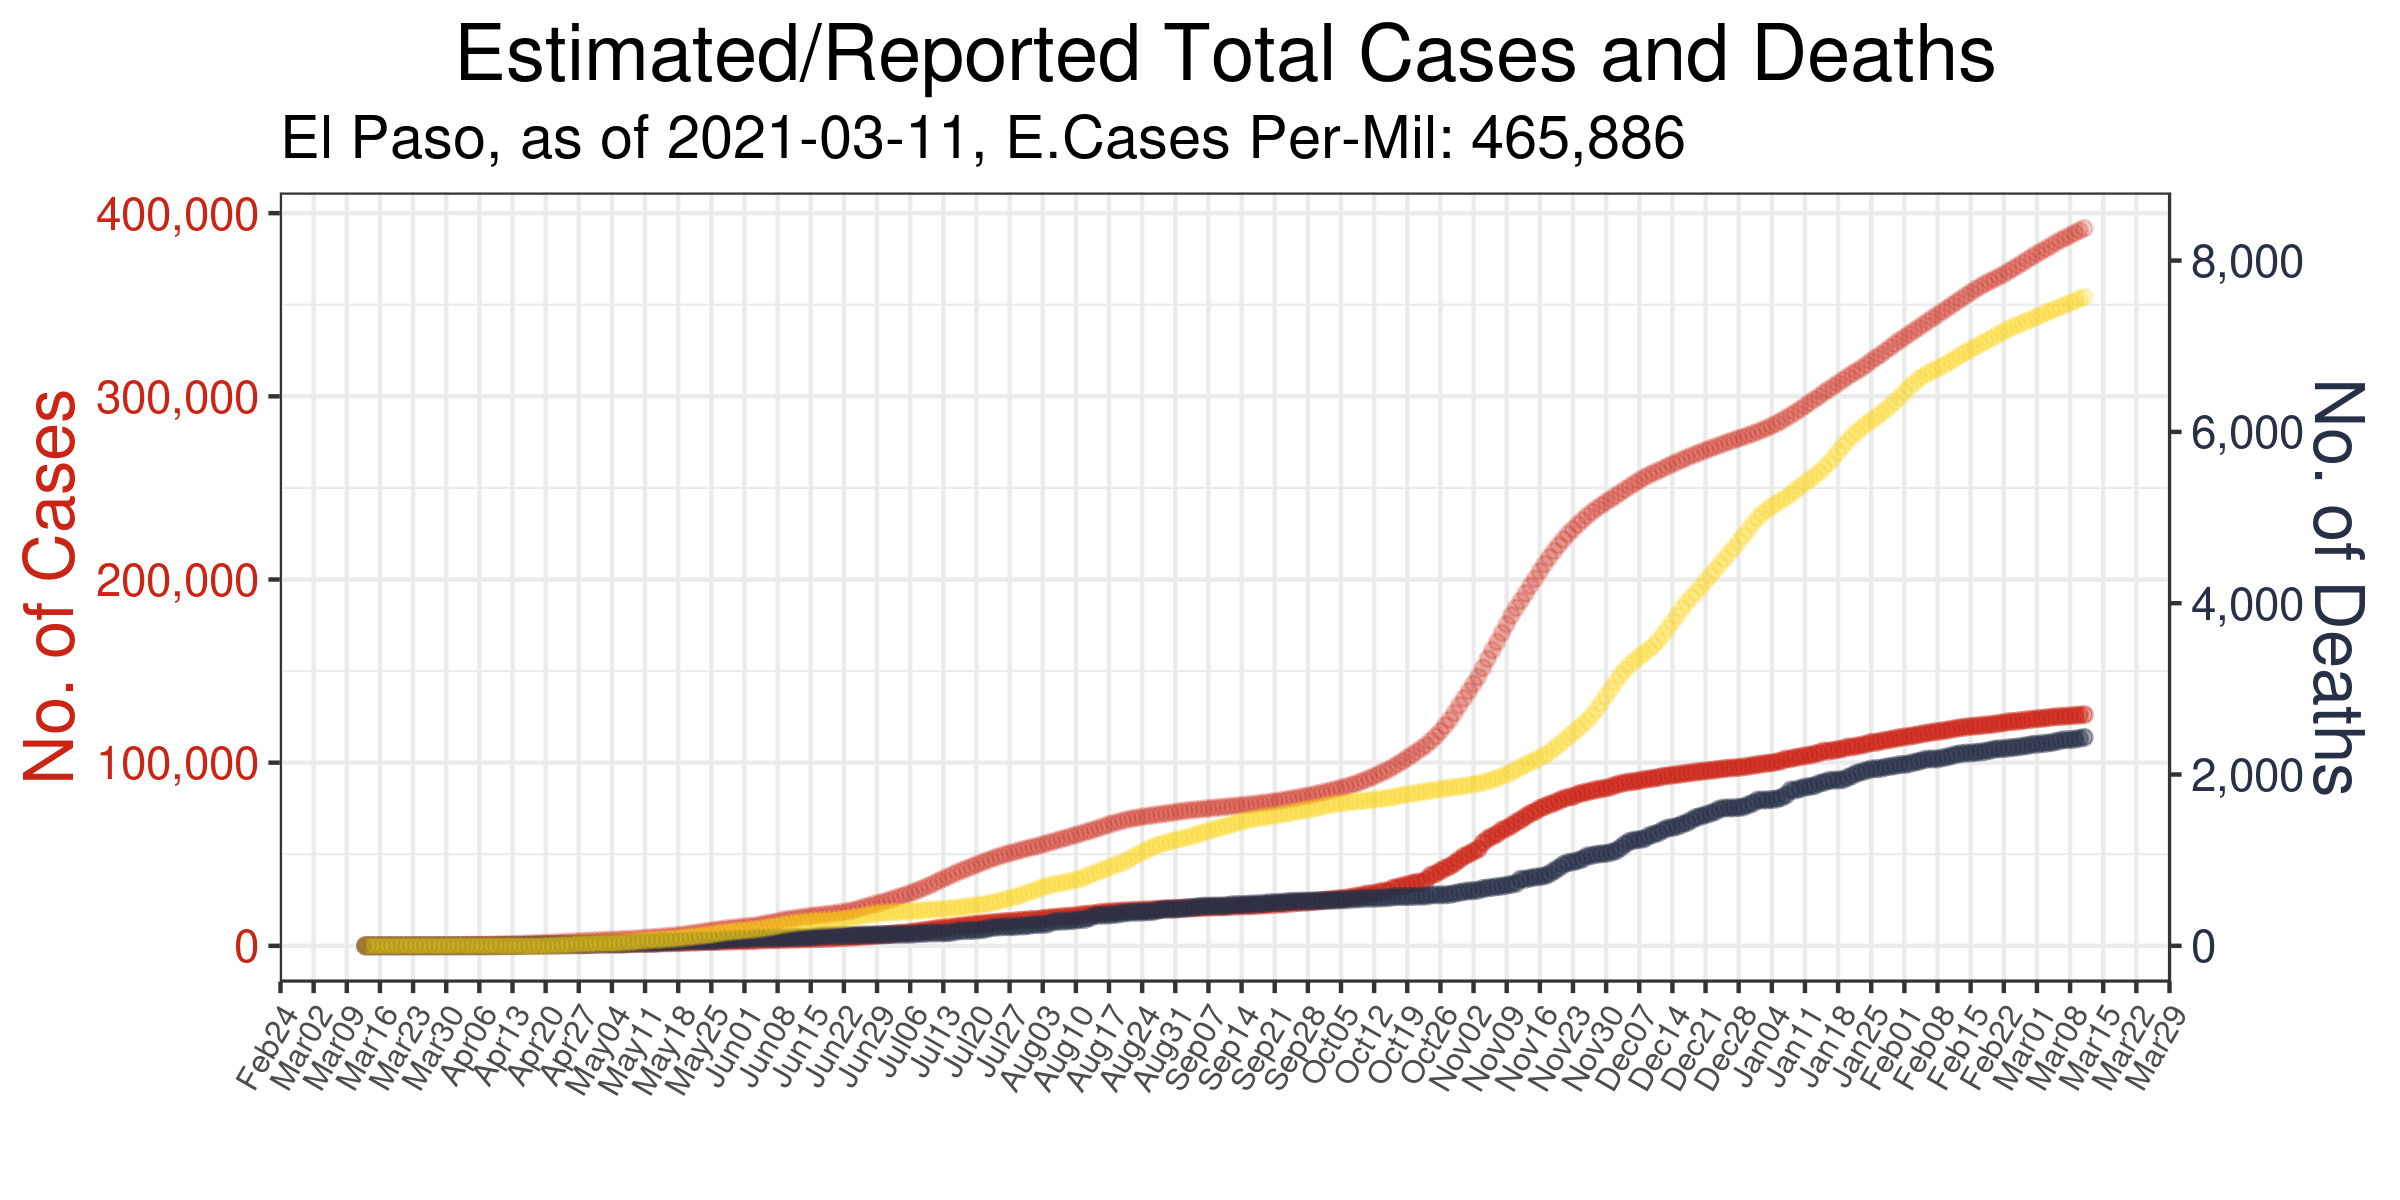 Estimated/Reported Total Cases and Deaths
El Paso, as of 2021-03-11, E.Cases Per-Mil: 465,886
No. of Cases
400,000
300,000
200,000
100,000
0
8,000
6,000
4,000
2,000
0
No. of Deaths
Feb24
Mar02
Mar09
Mar16
Mar23
Mar30
Apr06
Apr13
Apr20
Apr27
May04
May11
May18
May25
Jun01
Jun08
Jun15
Jun22
Jun29
Jul06
Jul13
Jul20
Jul27
Aug03
Aug10
Aug17
Aug24
Aug31
Sep07
Sep14
Sep21
Sep28
Oct05
Oct12
Oct19
Oct26
Nov02
Nov09
Nov16
Nov23
Nov30
Dec07
Dec14
Dec21
Dec28
Jan04
Jan11
Jan18
Jan25
Feb01
Feb08
Feb15
Feb22
Mar01
Mar08
Mar15
Mar22
Mar29